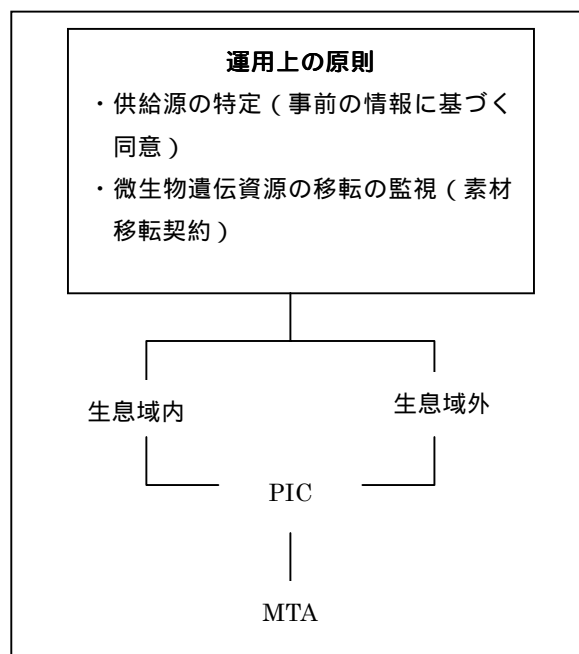 運用上の原則
・供給源の特定（事前の情報に基づく
同意）
・微生物遺伝資源の移転の監視（素材
移転契約）
生息域内
生息域外
PIC
MTA